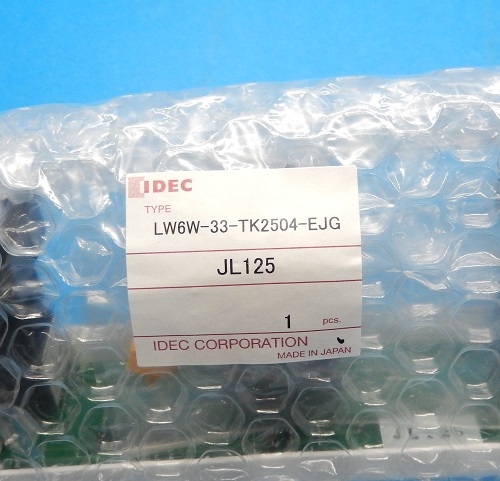 IDEC
TYPE
LW6W-33-TK2504-EJG
JL125
1 pcs.
IDEC CORPORATION
MADE IN JAPAN